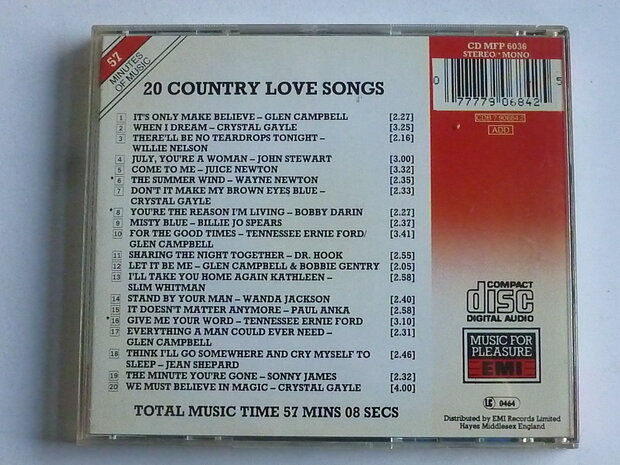 57
MINUTES
OF MUSIC
20 COUNTRY LOVE SONGS
1 IT'S ONLY MAKE BELIEVE – GLEN CAMPBELL [2.27]
2 WHEN I DREAM – CRYSTAL GAYLE [3.25]
3 THERE'LL BE NO TEARDROPS TONIGHT – [2.16]
WILLIE NELSON
4 JULY, YOU'RE A WOMAN – JOHN STEWART [3.00]
5 COME TO ME – JUICE NEWTON [3.32]
*6 THE SUMMER WIND – WAYNE NEWTON [2.35]
7 DON'T IT MAKE MY BROWN EYES BLUE – [2.33]
CRYSTAL GAYLE
*8 YOU'RE THE REASON I'M LIVING – BOBBY DARIN [2.27]
9 MISTY BLUE – BILLIE JO SPEARS [2.37]
10 FOR THE GOOD TIMES – TENNESSEE ERNIE FORD/ [3.41]
GLEN CAMPBELL
11 SHARING THE NIGHT TOGETHER – DR. HOOK [2.55]
12 LET IT BE ME – GLEN CAMPBELL & BOBBIE GENTRY [2.05]
13 I'LL TAKE YOU HOME AGAIN KATHLEEN – [2.58]
SLIM WHITMAN
14 STAND BY YOUR MAN – WANDA JACKSON [2.40]
15 IT DOESN'T MATTER ANYMORE – PAUL ANKA [2.58]
*16 GIVE ME YOUR WORD – TENNESSEE ERNIE FORD [3.10]
17 EVERYTHING A MAN COULD EVER NEED – [2.31]
GLEN CAMPBELL
18 THINK I'LL GO SOMEWHERE AND CRY MYSELF TO [2.46]
SLEEP – JEAN SHEPARD
19 THE MINUTE YOU'RE GONE – SONNY JAMES [2.32]
20 WE MUST BELIEVE IN MAGIC – CRYSTAL GAYLE [4.00]
TOTAL MUSIC TIME 57 MINS 08 SECS
CD MFP 6036
STEREO/*MONO
0 77779 06842 5
CDB 7 90684 2
ADD
COMPACT
disc
DIGITAL AUDIO
MUSIC FOR
PLEASURE
EMI
LC 0464
Distributed by EMI Records Limited
Hayes Middlesex England